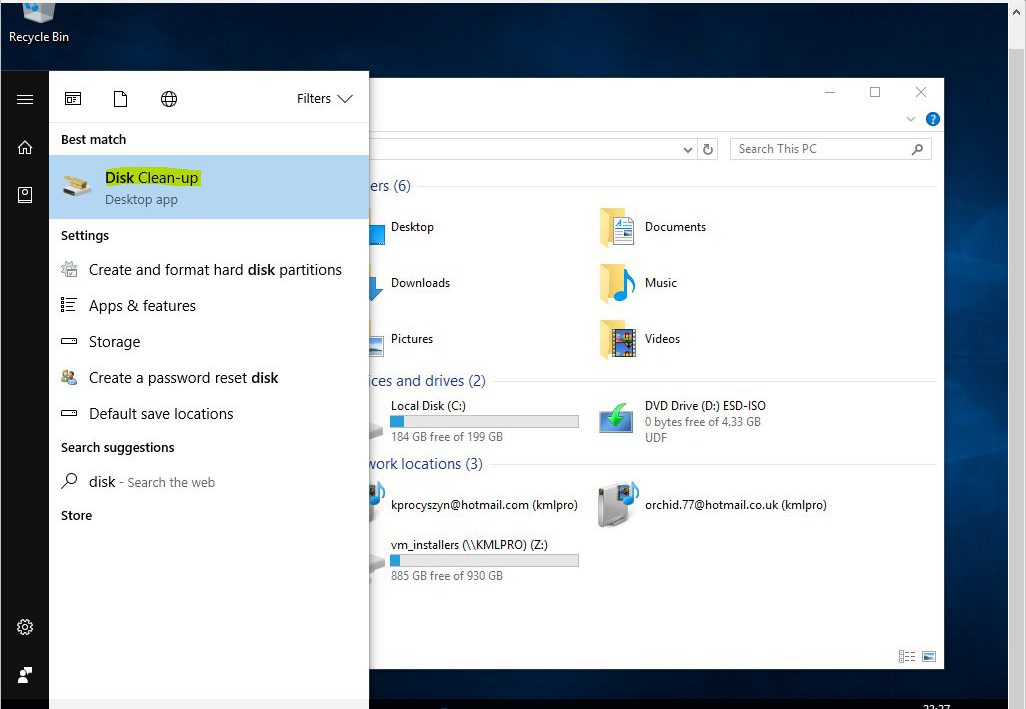 Recycle Bin
Filters
Best match
Disk Clean-up
Desktop app
Settings
Create and format hard disk partitions
Apps & features
Storage
Create a password reset disk
Default save locations
Search suggestions
disk - Search the web
Store
?
Search This PC
ers (6)
Desktop
Documents
Downloads
Music
Pictures
Videos
ices and drives (2)
Local Disk (C:)
184 GB free of 199 GB
DVD Drive (D:) ESD-ISO
0 bytes free of 4.33 GB
UDF
work locations (3)
kprocyszyn@hotmail.com (kmlpro)
orchid.77@hotmail.co.uk (kmlpro)
vm_installers (\\KMLPRO) (Z:)
885 GB free of 930 GB